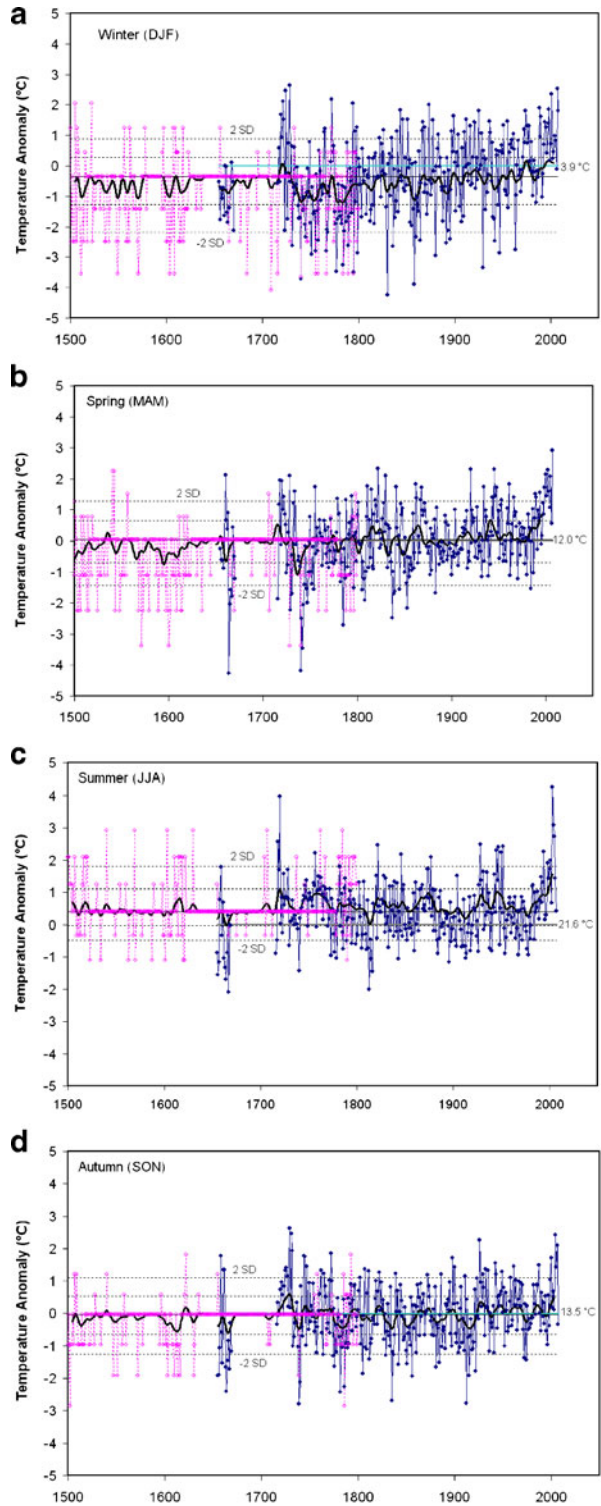 a
Winter (DJF)
Temperature Anomaly (°C)
5
4
3
2
1
0
-1
-2
-3
-4
-5
2 SD
-2 SD
3.9 °C
1500 1600 1700 1800 1900 2000
b
Spring (MAM)
Temperature Anomaly (°C)
5
4
3
2
1
0
-1
-2
-3
-4
-5
2 SD
-2 SD
12.0 °C
1500 1600 1700 1800 1900 2000
c
Summer (JJA)
Temperature Anomaly (°C)
5
4
3
2
1
0
-1
-2
-3
-4
-5
2 SD
-2 SD
21.6 °C
1500 1600 1700 1800 1900 2000
d
Autumn (SON)
Temperature Anomaly (°C)
5
4
3
2
1
0
-1
-2
-3
-4
-5
2 SD
-2 SD
13.5 °C
1500 1600 1700 1800 1900 2000